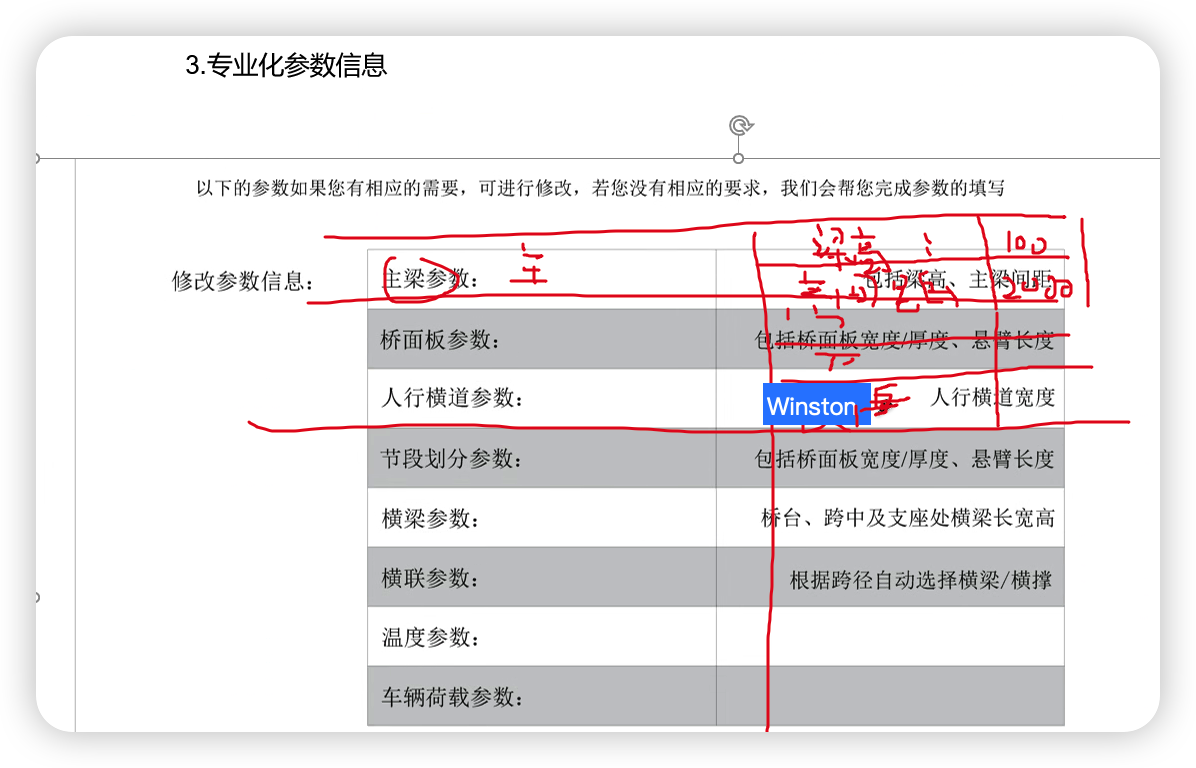 3.专业化参数信息
以下的参数如果您有相应的需要，可进行修改，若您没有相应的要求，我们会帮您完成参数的填写
梁高 100
修改参数信息： 主梁参数： 主 包括梁高、主梁间距 2000
桥面板参数： 包括桥面板宽度/厚度、悬臂长度
人行横道参数： Winston 人行横道宽度
节段划分参数： 包括桥面板宽度/厚度、悬臂长度
横梁参数： 桥台、跨中及支座处横梁长宽高
横联参数： 根据跨径自动选择横梁/横撑
温度参数：
车辆荷载参数：